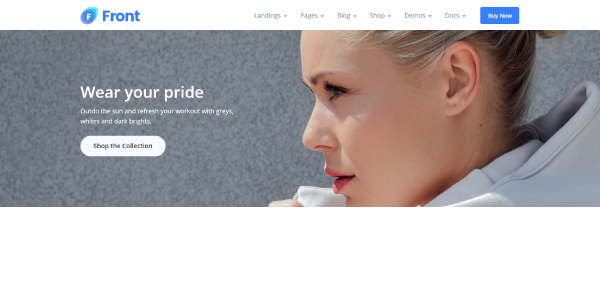 Front
Landings Pages Blog Shop Demos Docs Buy Now
Wear your pride
Outdo the sun and refresh your workout with greys,
whites and dark brights.
Shop the Collection